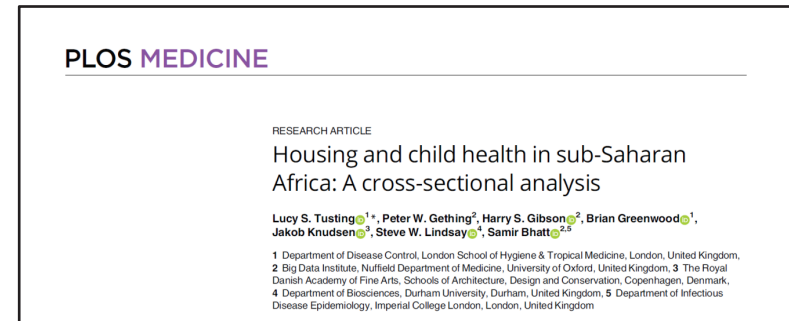 PLOS MEDICINE
RESEARCH ARTICLE
Housing and child health in sub-Saharan
Africa: A cross-sectional analysis
Lucy S. Tusting1*, Peter W. Gething2, Harry S. Gibson2, Brian Greenwood1,
Jakob Knudsen3, Steve W. Lindsay4, Samir Bhatt2,5
1 Department of Disease Control, London School of Hygiene & Tropical Medicine, London, United Kingdom,
2 Big Data Institute, Nuffield Department of Medicine, University of Oxford, United Kingdom, 3 The Royal
Danish Academy of Fine Arts, Schools of Architecture, Design and Conservation, Copenhagen, Denmark,
4 Department of Biosciences, Durham University, Durham, United Kingdom, 5 Department of Infectious
Disease Epidemiology, Imperial College London, London, United Kingdom